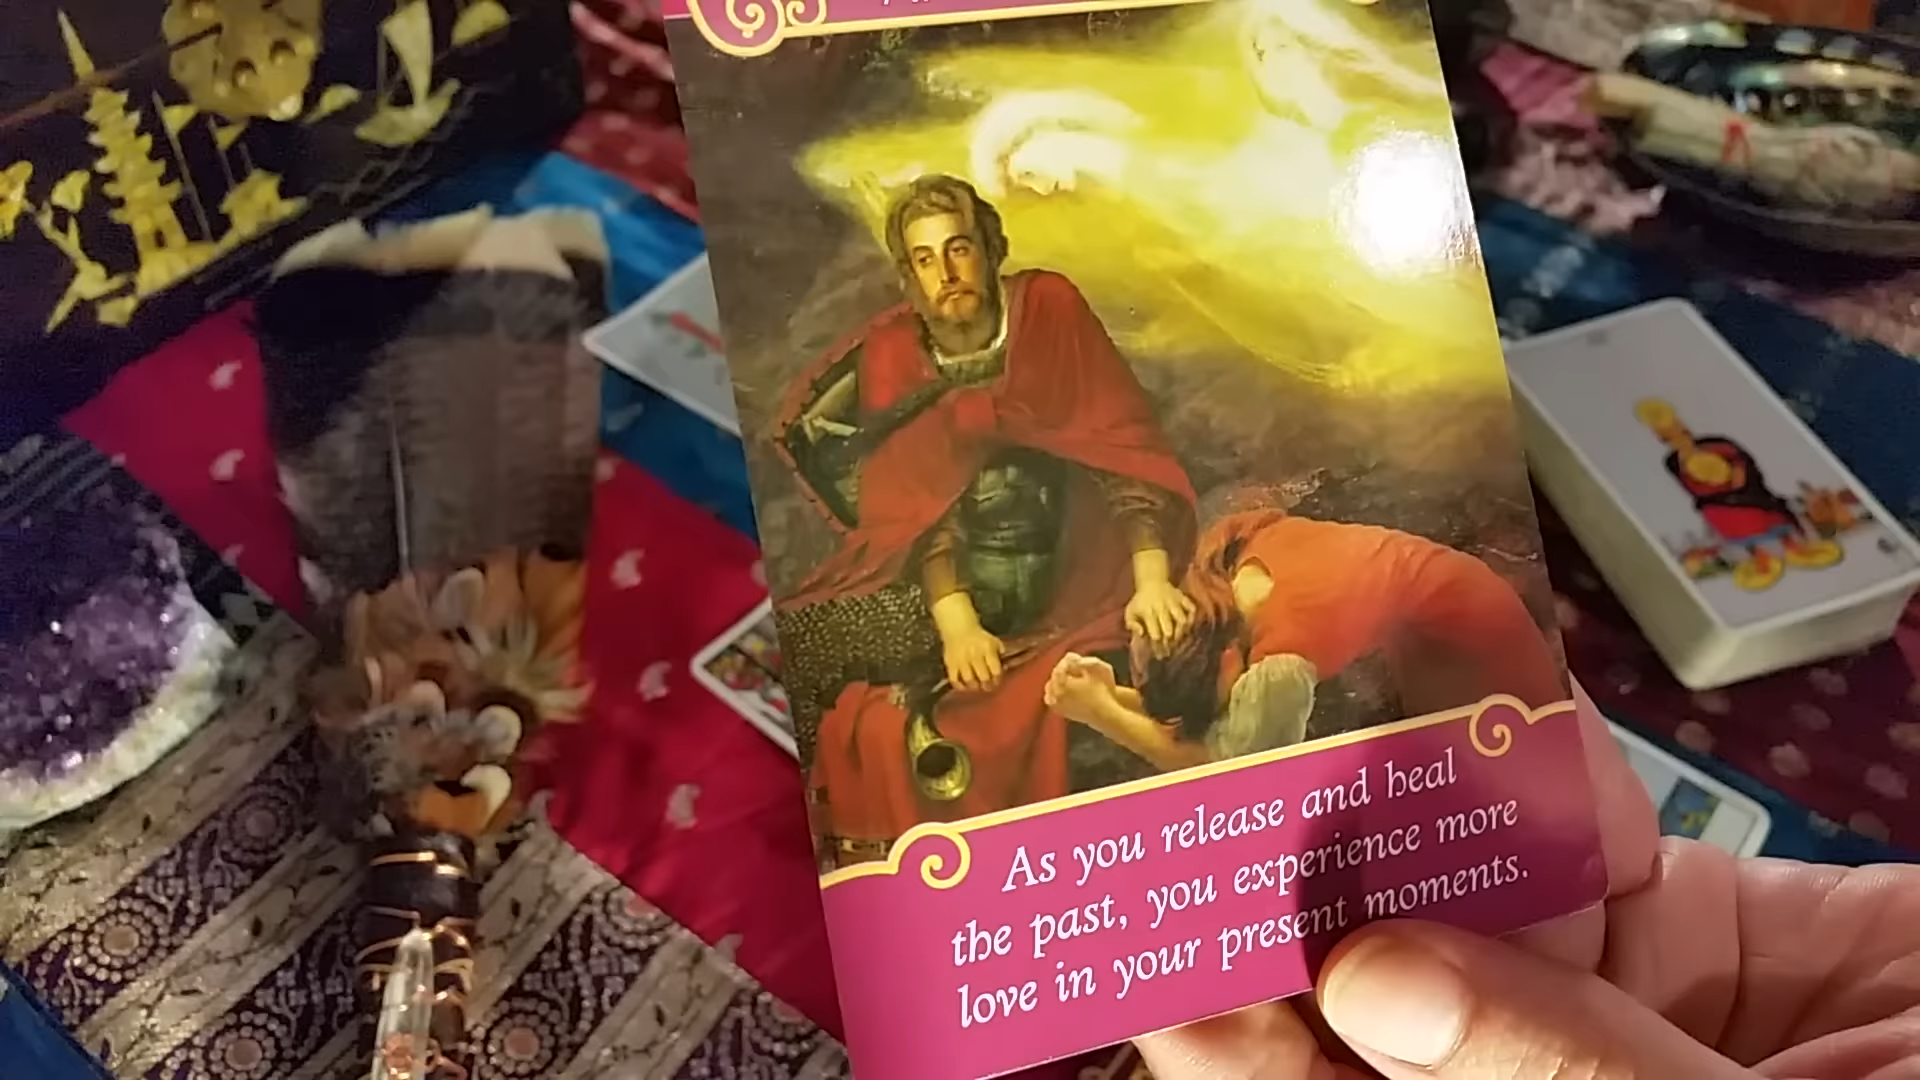 As you release and heal
the past, you experience more
love in your present moments.